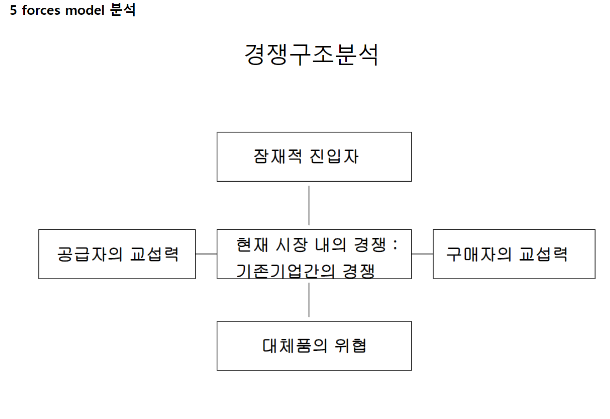 5 forces model 분석
경쟁구조분석
잠재적 진입자
공급자의 교섭력
현재 시장 내의 경쟁 :
기존기업간의 경쟁
구매자의 교섭력
대체품의 위협